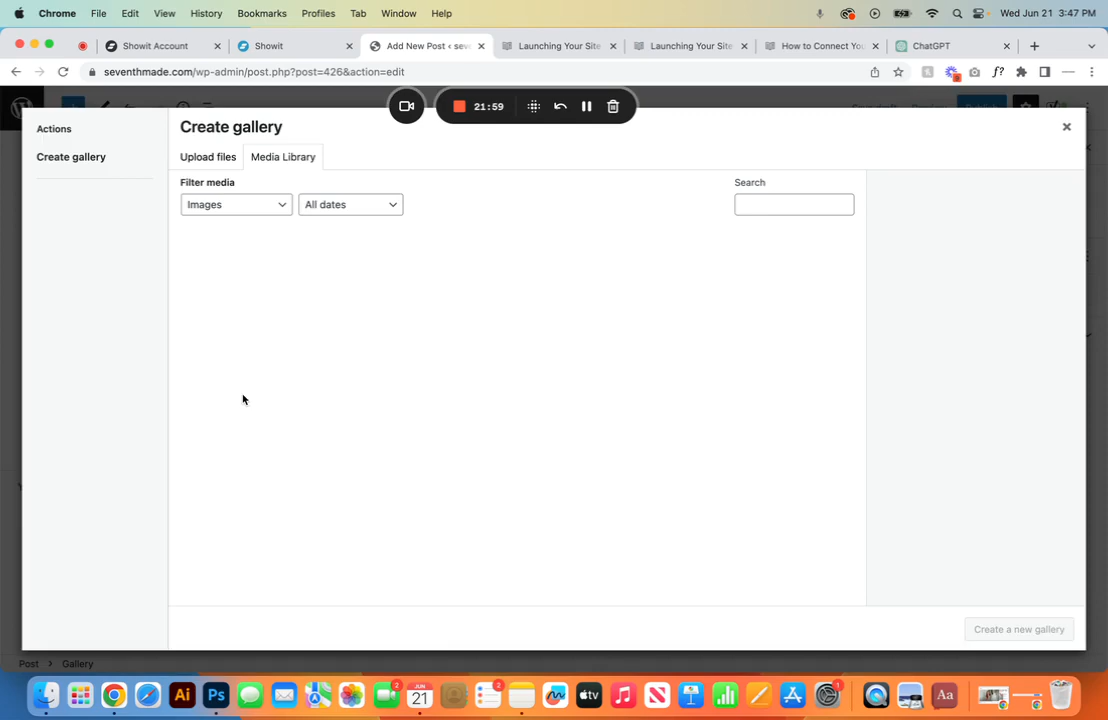 Chrome File Edit View History Bookmarks Profiles Tab Window Help Wed Jun 21 3:47 PM
Showit Account Showit Add New Post ‹ sev Launching Your Site Launching Your Site How to Connect You ChatGPT
seventhmade.com/wp-admin/post.php?post=426&action=edit
21:59
Actions
Create gallery
Create gallery
Upload files Media Library
Filter media
Search
Images All dates
Create a new gallery
Post > Gallery